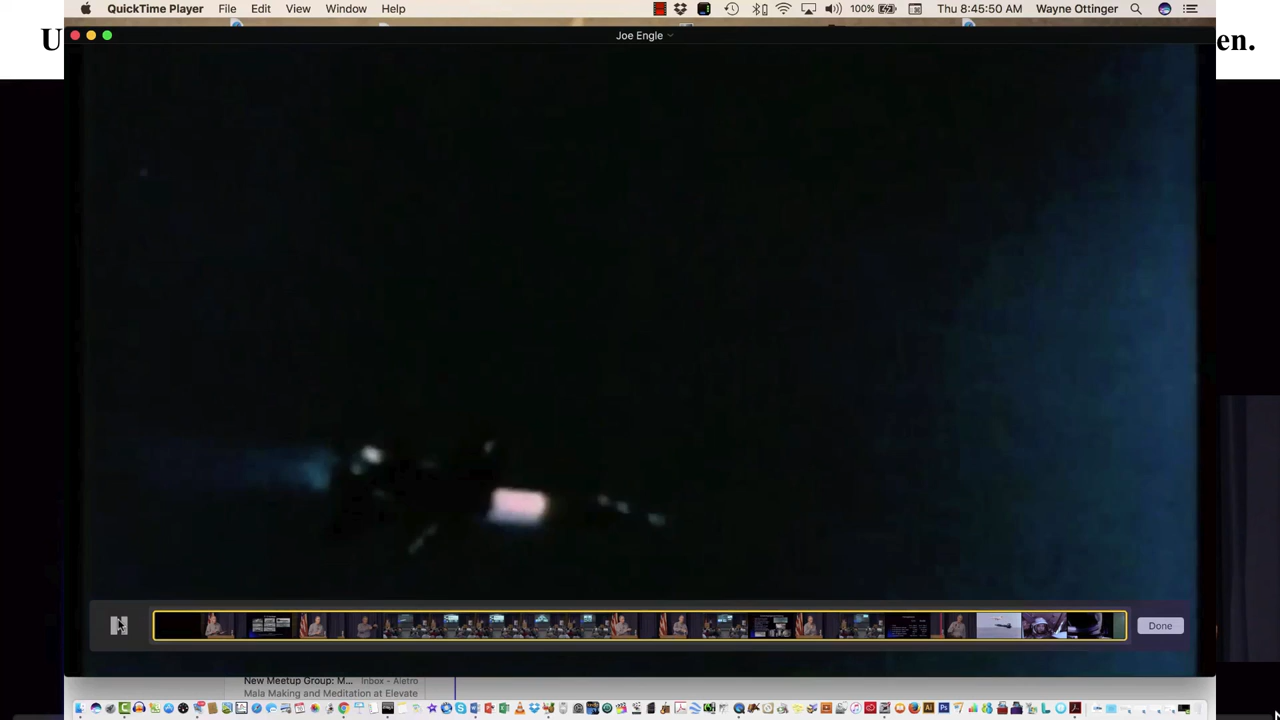 QuickTime Player File Edit View Window Help 100% Thu 8:45:50 AM Wayne Ottinger
U
en.
Joe Engle
Done
New Meetup Group: M... Inbox - Aletro
Mala Making and Meditation at Elevate